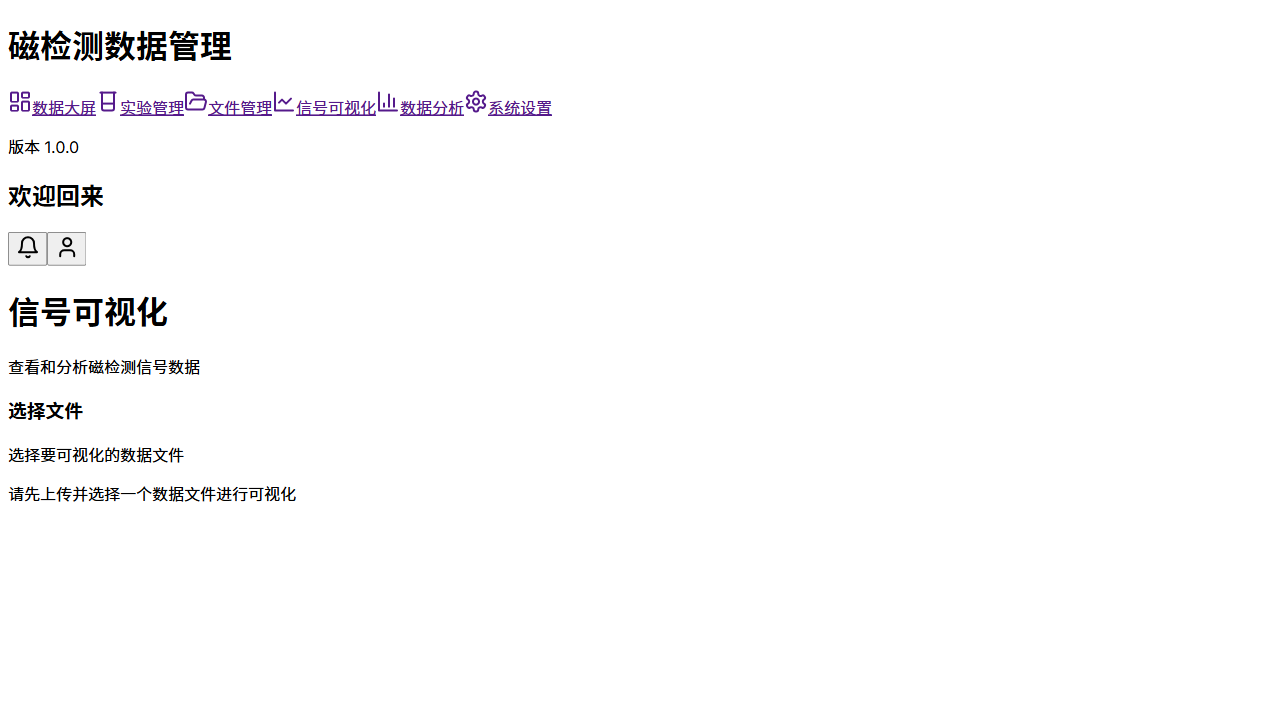 磁检测数据管理
数据大屏实验管理文件管理信号可视化数据分析系统设置
版本 1.0.0
欢迎回来
信号可视化
查看和分析磁检测信号数据
选择文件
选择要可视化的数据文件
请先上传并选择一个数据文件进行可视化